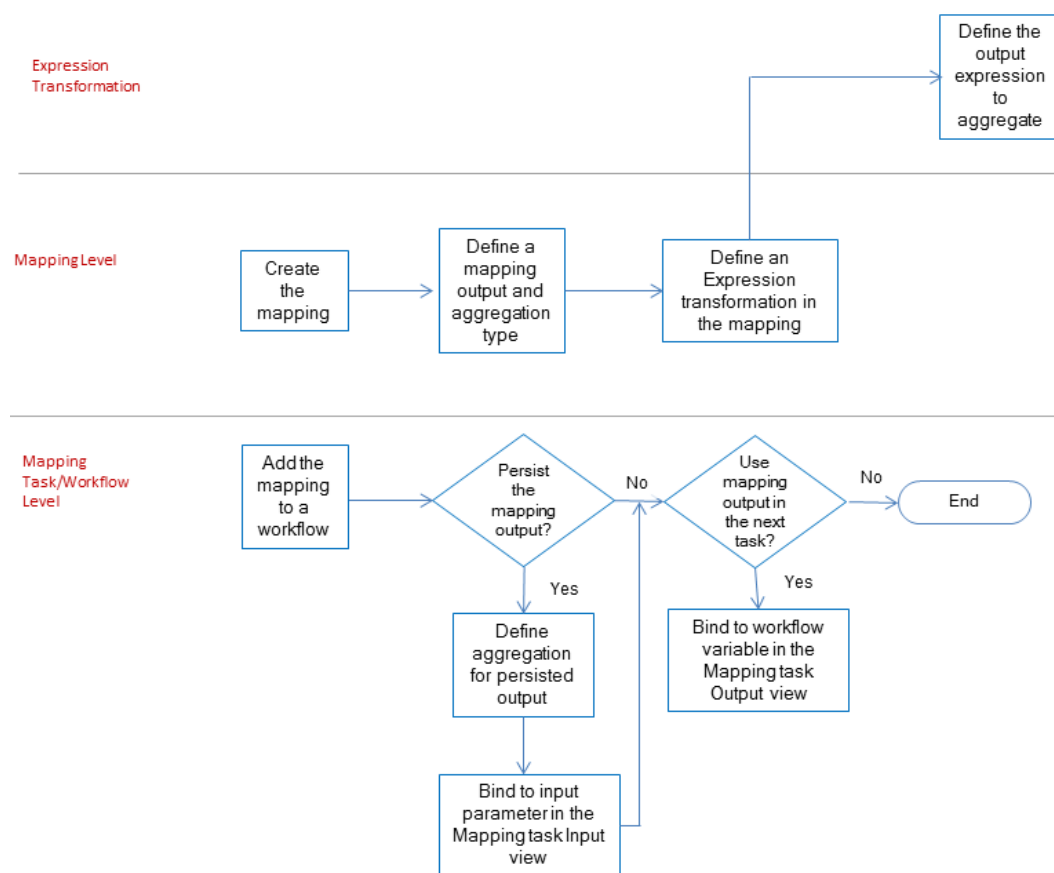 Define the
output
expression
to
aggregate
Expression
Transformation
Mapping Level
Create
the
mapping
Define a
mapping
output and
aggregation
type
Define an
Expression
transformation in
the mapping
Mapping
Task/Workflow
Level
Add the
mapping
to a
workflow
Persist
the
mapping
output?
No
Use
mapping
output in
the next
task?
No
End
Yes
Yes
Define
aggregation
for persisted
output
Bind to workflow
variable in the
Mapping task
Output view
Bind to input
parameter in the
Mapping task Input
view